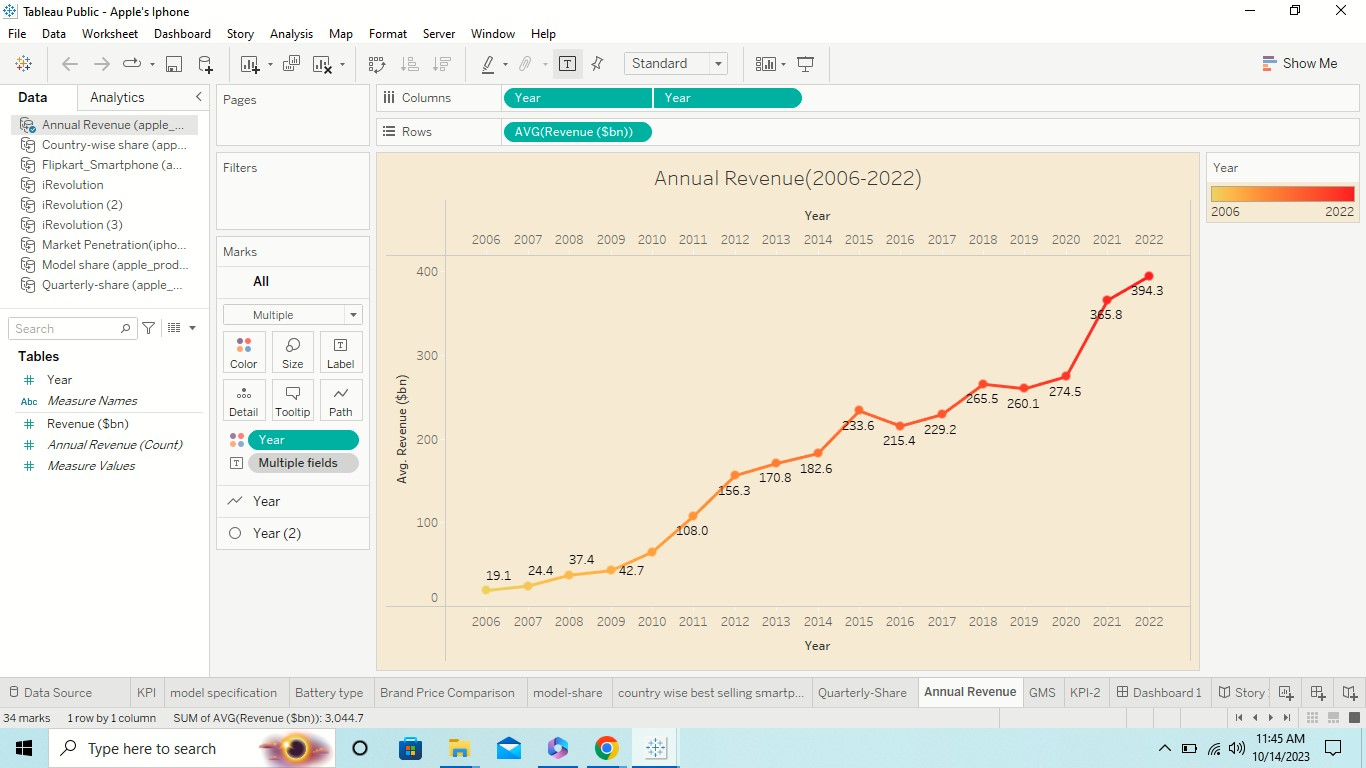 Tableau Public - Apple's Iphone
File Data Worksheet Dashboard Story Analysis Map Format Server Window Help
Standard
Show Me
Data Analytics
Annual Revenue (apple_...
Country-wise share (app...
Flipkart_Smartphone (a...
iRevolution
iRevolution (2)
iRevolution (3)
Market Penetration(ipho...
Model share (apple_prod...
Quarterly-share (apple_...
Search
Tables
# Year
Abc Measure Names
# Revenue ($bn)
# Annual Revenue (Count)
# Measure Values
Pages
Filters
Marks
All
Multiple
Color Size Label
Detail Tooltip Path
Year
Multiple fields
Year
Year (2)
Columns Year Year
Rows AVG(Revenue ($bn))
Annual Revenue(2006-2022)
Year
2006 2007 2008 2009 2010 2011 2012 2013 2014 2015 2016 2017 2018 2019 2020 2021 2022
Avg. Revenue ($bn)
400
300
200
100
0
19.1
24.4
37.4
42.7
108.0
156.3
170.8
182.6
233.6
215.4
229.2
265.5
260.1
274.5
365.8
394.3
2006 2007 2008 2009 2010 2011 2012 2013 2014 2015 2016 2017 2018 2019 2020 2021 2022
Year
Year
2006 2022
Data Source KPI model specification Battery type Brand Price Comparison model-share country wise best selling smartp... Quarterly-Share Annual Revenue GMS KPI-2 Dashboard 1 Story
34 marks 1 row by 1 column SUM of AVG(Revenue ($bn)): 3,044.7
Type here to search
11:45 AM
10/14/2023